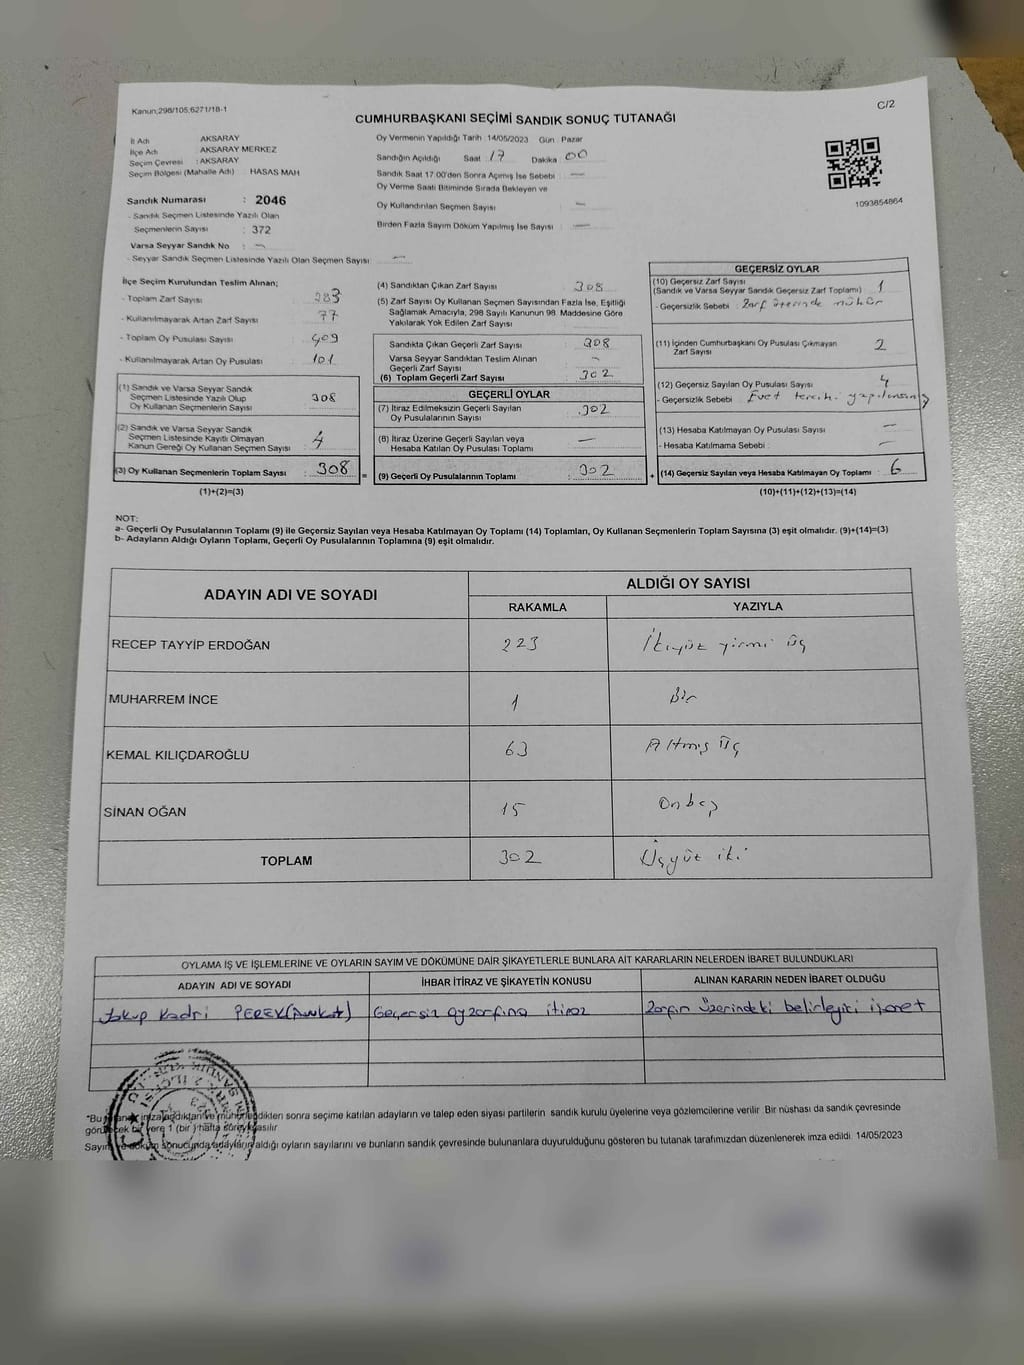 Kanun;298/105;6271/18-1
C/2
CUMHURBAŞKANI SEÇİMİ SANDIK SONUÇ TUTANAĞI
İl Adı AKSARAY
İlçe Adı AKSARAY MERKEZ
Seçim Çevresi : AKSARAY
Seçim Bölgesi (Mahalle Adı) : HASAS MAH
Sandık Numarası : 2046
- Sandık Seçmen Listesinde Yazılı Olan
Seçmenlerin Sayısı : 372
Varsa Seyyar Sandık No : —
- Seyyar Sandık Seçmen Listesinde Yazılı Olan Seçmen Sayısı: —
Oy Vermenin Yapıldığı Tarih : 14/05/2023 Gün : Pazar
Sandığın Açıldığı Saat : 17 Dakika : 00
Sandık Saat 17:00'den Sonra Açımış İse Sebebi : —
Oy Verme Saati Bitiminde Sırada Bekleyen ve
Oy Kullandırılan Seçmen Sayısı : —
Birden Fazla Sayım Döküm Yapılmış İse Sayısı : —
1093854864
İlçe Seçim Kurulundan Teslim Alınan;
- Toplam Zarf Sayısı : 383
- Kullanılmayarak Artan Zarf Sayısı : 77
- Toplam Oy Pusulası Sayısı : 409
- Kullanılmayarak Artan Oy Pusulası : 101
(1) Sandık ve Varsa Seyyar Sandık
Seçmen Listesinde Yazılı Olup
Oy Kullanan Seçmenlerin Sayısı : 308
(2) Sandık ve Varsa Seyyar Sandık
Seçmen Listesinde Kayıtlı Olmayan
Kanun Gereği Oy Kullanan Seçmen Sayısı : 4
(3) Oy Kullanan Seçmenlerin Toplam Sayısı : 308 =
(1)+(2)=(3)
(4) Sandıktan Çıkan Zarf Sayısı : 308
(5) Zarf Sayısı Oy Kullanan Seçmen Sayısından Fazla İse, Eşitliği
Sağlamak Amacıyla, 298 Sayılı Kanunun 98. Maddesine Göre
Yakılarak Yok Edilen Zarf Sayısı
Sandıkta Çıkan Geçerli Zarf Sayısı : 308
Varsa Seyyar Sandıktan Teslim Alınan
Geçerli Zarf Sayısı : —
(6) Toplam Geçerli Zarf Sayısı : 302
GEÇERLİ OYLAR
(7) İtiraz Edilmeksizin Geçerli Sayılan
Oy Pusulalarının Sayısı : 302
(8) İtiraz Üzerine Geçerli Sayılan veya
Hesaba Katılan Oy Pusulası Toplamı : —
(9) Geçerli Oy Pusulalarının Toplamı : 302 +
GEÇERSİZ OYLAR
(10) Geçersiz Zarf Sayısı
(Sandık ve Varsa Seyyar Sandık Geçersiz Zarf Toplamı) : 1
- Geçersizlik Sebebi : Zarf üzerinde mühür
(11) İçinden Cumhurbaşkanı Oy Pusulası Çıkmayan
Zarf Sayısı : 2
(12) Geçersiz Sayılan Oy Pusulası Sayısı : 4
- Geçersizlik Sebebi : Evet tercihi
(13) Hesaba Katılmayan Oy Pusulası Sayısı : —
- Hesaba Katılmama Sebebi : —
(14) Geçersiz Sayılan veya Hesaba Katılmayan Oy Toplamı : 6
(10)+(11)+(12)+(13)=(14)
NOT:
a- Geçerli Oy Pusulalarının Toplamı (9) ile Geçersiz Sayılan veya Hesaba Katılmayan Oy Toplamı (14) Toplamları, Oy Kullanan Seçmenlerin Toplam Sayısına (3) eşit olmalıdır. (9)+(14)=(3)
b- Adayların Aldığı Oyların Toplamı, Geçerli Oy Pusulalarının Toplamına (9) eşit olmalıdır.
ADAYIN ADI VE SOYADI ALDIĞI OY SAYISI
RAKAMLA YAZIYLA
RECEP TAYYİP ERDOĞAN 223 İkiyüz yirmi üç
MUHARREM İNCE 1 Bir
KEMAL KILIÇDAROĞLU 63 Altmış üç
SİNAN OĞAN 15 Onbeş
TOPLAM 302 Üçyüz iki
OYLAMA İŞ VE İŞLEMLERİNE VE OYLARIN SAYIM VE DÖKÜMÜNE DAİR ŞİKAYETLERLE BUNLARA AİT KARARLARIN NELERDEN İBARET BULUNDUKLARI
ADAYIN ADI VE SOYADI İHBAR İTİRAZ VE ŞİKAYETİN KONUSU ALINAN KARARIN NEDEN İBARET OLDUĞU
Yakup Kadri PEREK (Avukat) Geçersiz oy zarfına itiraz Zarfın üzerindeki belirleyici işaret
"Bu tutanak imzalandıktan ve mühürlendikten sonra seçime katılan adayların ve talep eden siyasi partilerin sandık kurulu üyelerine veya gözlemcilerine verilir. Bir nüshası da sandık çevresinde
görülecek bir yere 1 (bir) hafta süreyle asılır.
Sayım ve döküm sonucunda adayların aldığı oyların sayılarını ve bunların sandık çevresinde bulunanlara duyurulduğunu gösteren bu tutanak tarafımızdan düzenlenerek imza edildi. 14/05/2023